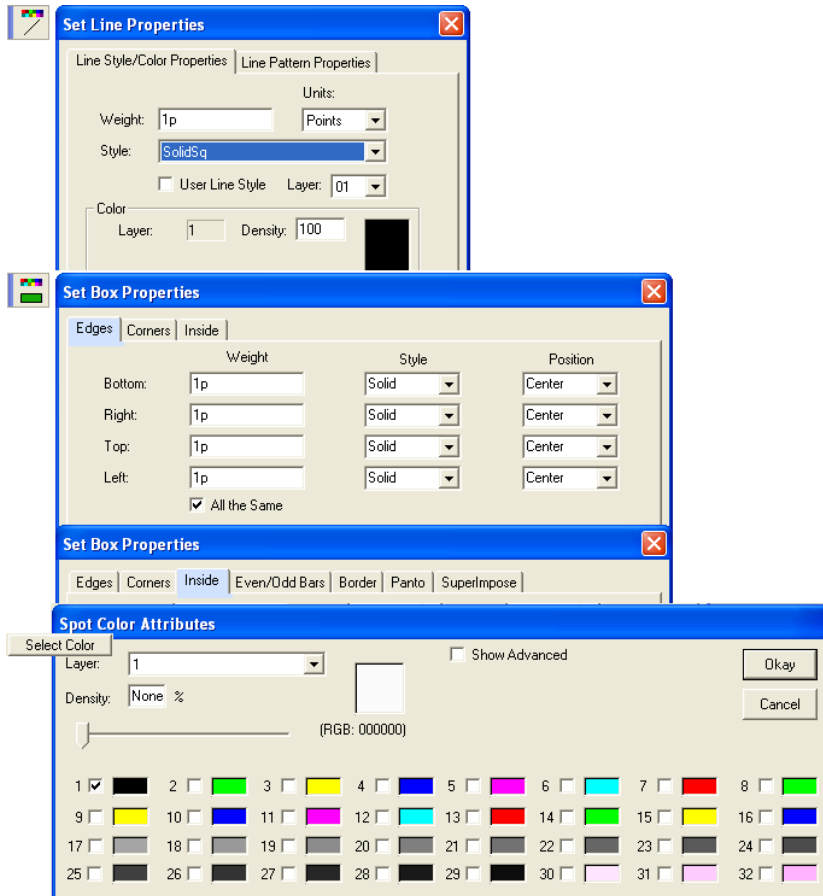 Set Line Properties
Line Style/Color Properties Line Pattern Properties
Units:
Weight: 1p Points
Style: SolidSq
User Line Style Layer: 01
Color
Layer: 1 Density: 100
Set Box Properties
Edges Corners Inside
Weight Style Position
Bottom: 1p Solid Center
Right: 1p Solid Center
Top: 1p Solid Center
Left: 1p Solid Center
All the Same
Set Box Properties
Edges Corners Inside Even/Odd Bars Border Panto SuperImpose
Spot Color Attributes
Select Color
Layer: 1 Show Advanced Okay
Density: None % Cancel
(RGB: 000000)
1 2 3 4 5 6 7 8
9 10 11 12 13 14 15 16
17 18 19 20 21 22 23 24
25 26 27 28 29 30 31 32